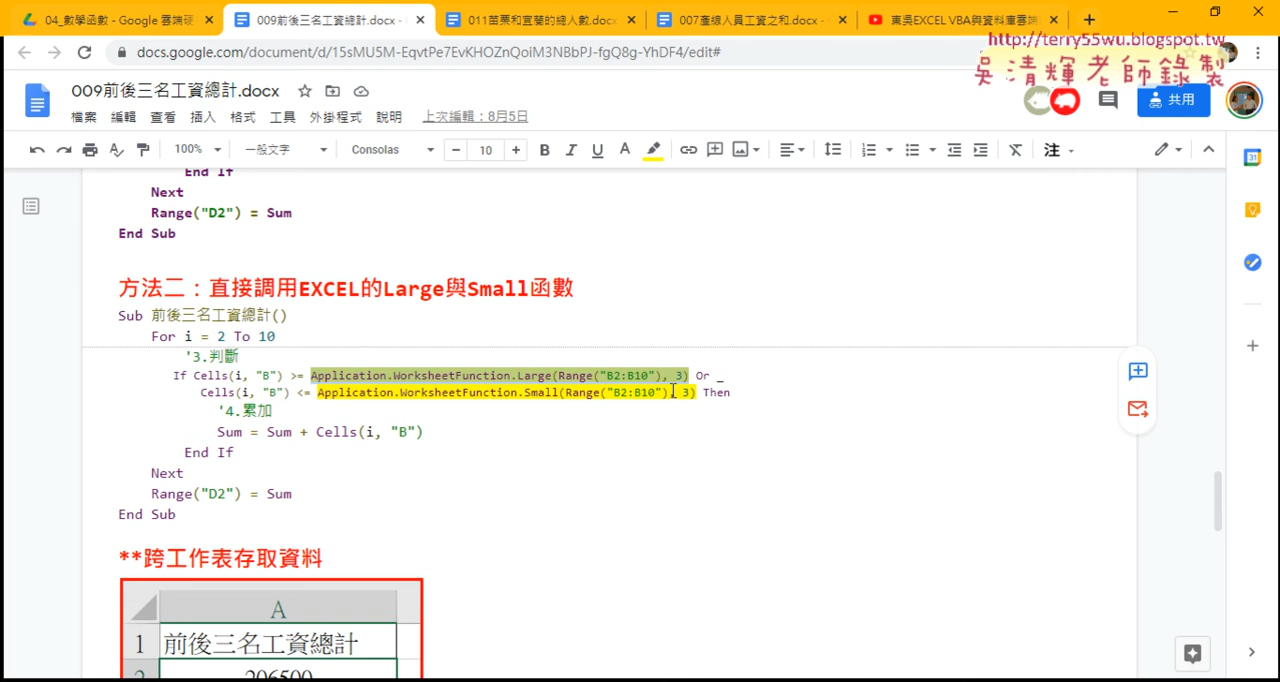 04_數學函數 - Google 雲端硬
009前後三名工資總計.docx -
011苗栗和宜蘭的總人數.docx
007產線人員工資之和.docx -
東吳EXCEL VBA與資料庫雲端
docs.google.com/document/d/15sMU5M-EqvtPe7EvKHOZnQoiM3NBbPJ-fgQ8g-YhDF4/edit#
http://terry55wu.blogspot.tw
吳清輝老師錄製
009前後三名工資總計.docx
檔案 編輯 查看 插入 格式 工具 外掛程式 說明 上次編輯：8月5日
共用
100% 一般文字 Consolas - 10 + B I U A 注
31
End If
Next
Range("D2") = Sum
End Sub
方法二：直接調用EXCEL的Large與Small函數
Sub 前後三名工資總計()
For i = 2 To 10
'3.判斷
If Cells(i, "B") >= Application.WorksheetFunction.Large(Range("B2:B10"), 3) Or _
Cells(i, "B") <= Application.WorksheetFunction.Small(Range("B2:B10"), 3) Then
'4.累加
Sum = Sum + Cells(i, "B")
End If
Next
Range("D2") = Sum
End Sub
**跨工作表存取資料
A
1 前後三名工資總計
2 206500